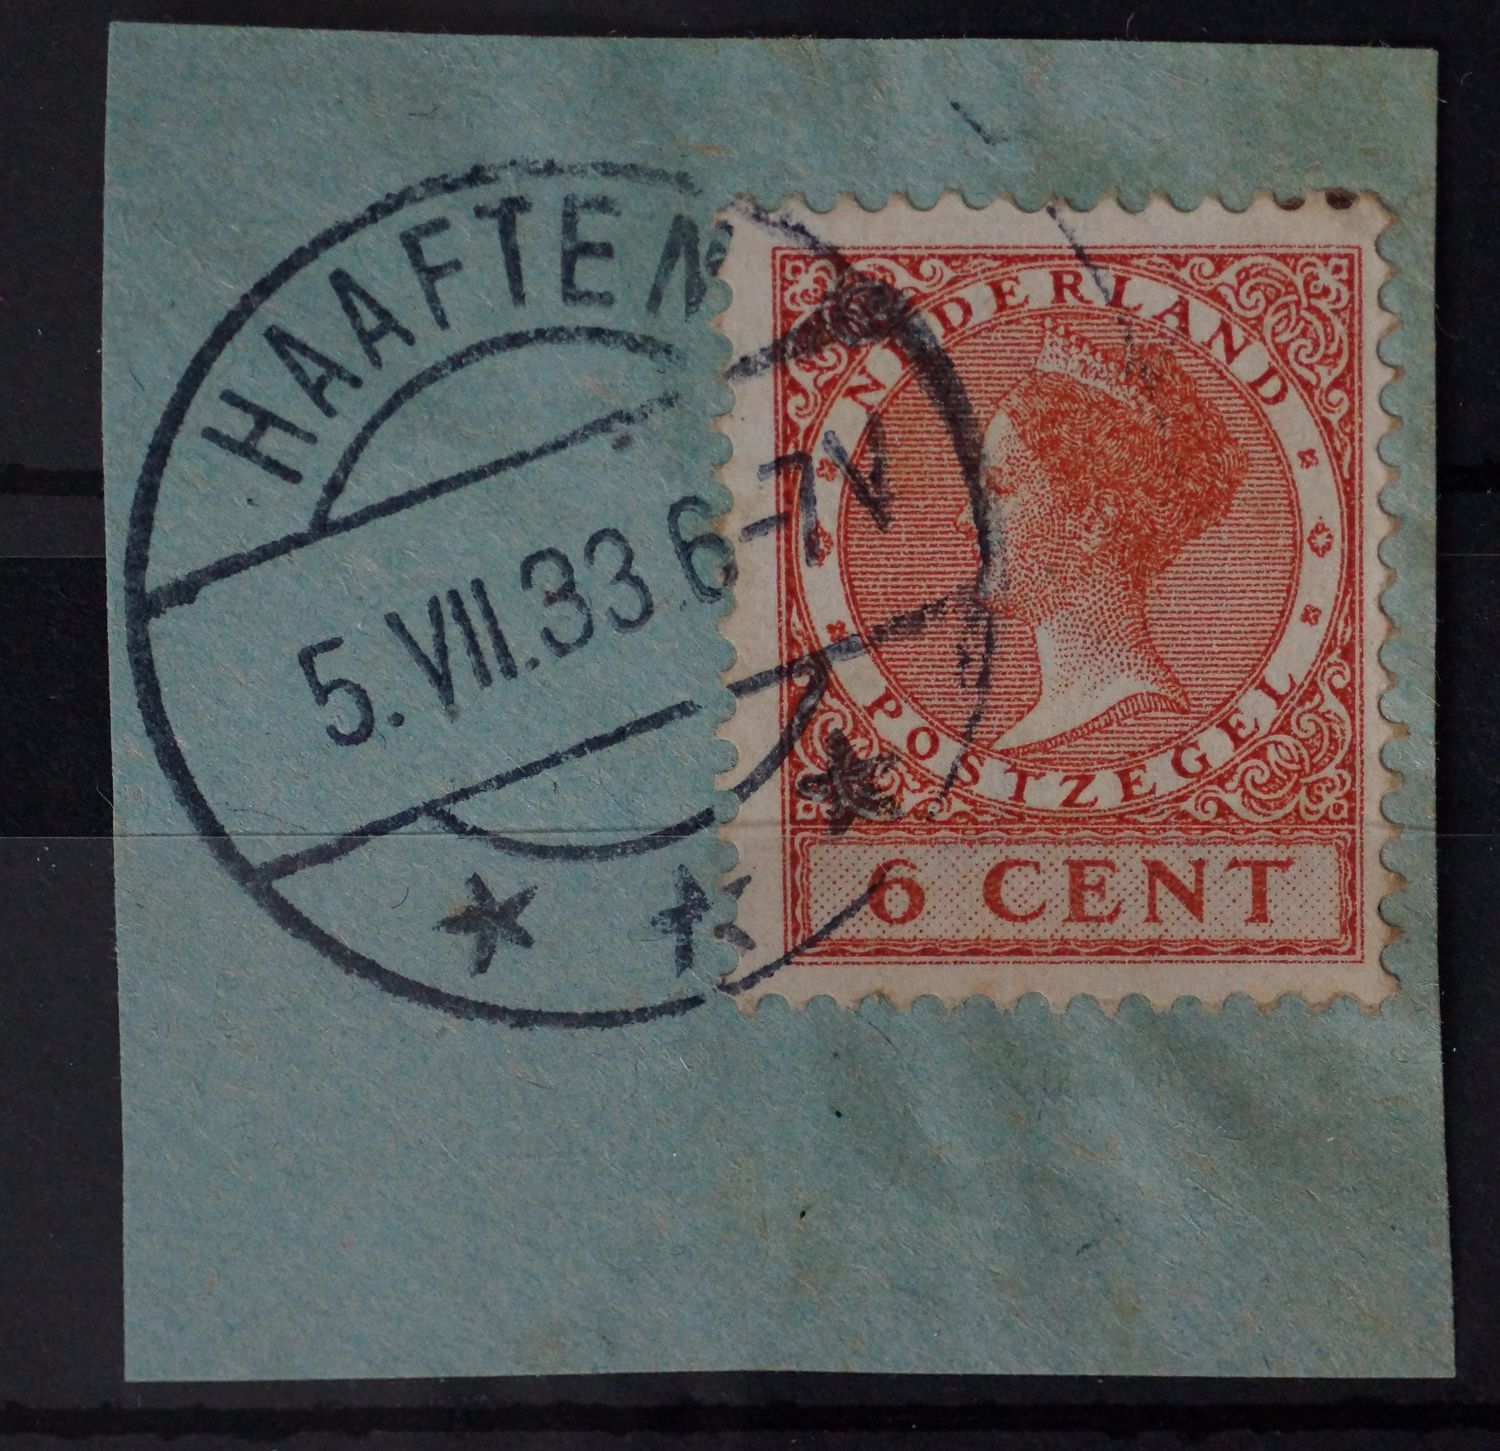 HAAFTEN
5.VII.33 6-7V
NEDERLAND
POSTZEGEL
6 CENT